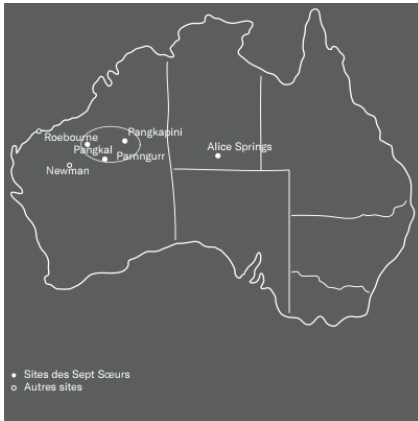 Pangkapini
Roebourne
Pangkal
Parnngurr
Newman
Alice Springs
Sites des Sept Sœurs
Autres sites